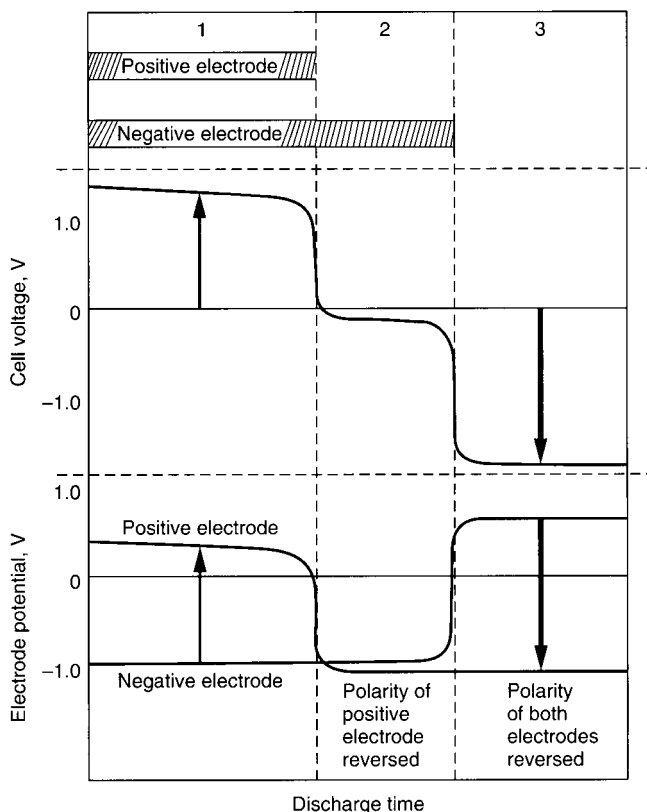 1 2 3
Positive electrode
Negative electrode
1.0
0
−1.0
Cell voltage, V
1.0
Positive electrode
0
−1.0
Electrode potential, V
Negative electrode
Polarity of
positive
electrode
reversed
Polarity
of both
electrodes
reversed
Discharge time